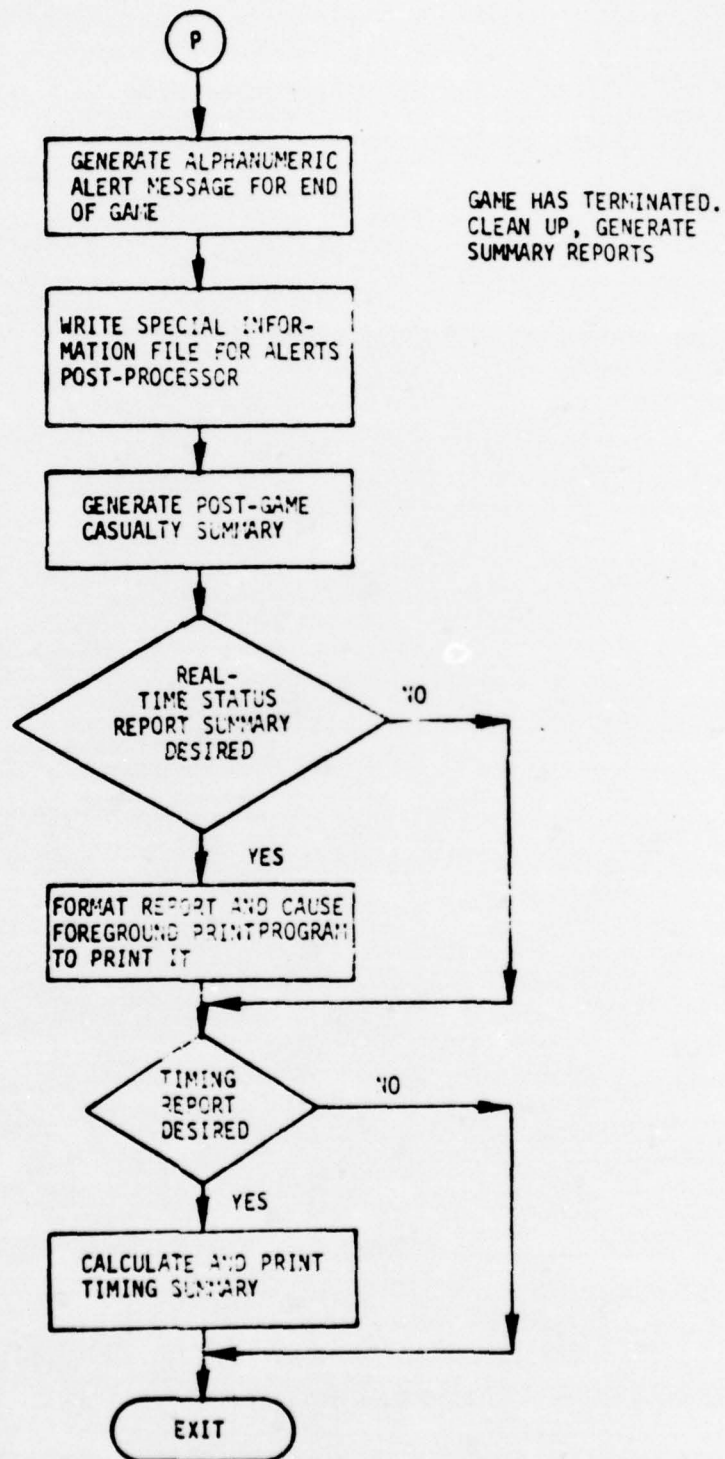 P
GENERATE ALPHANUMERIC
ALERT MESSAGE FOR END
OF GAME
GAME HAS TERMINATED.
CLEAN UP, GENERATE
SUMMARY REPORTS
WRITE SPECIAL INFOR-
MATION FILE FOR ALERTS
POST-PROCESSOR
GENERATE POST-GAME
CASUALTY SUMMARY
REAL-
TIME STATUS
REPORT SUMMARY
DESIRED
NO
YES
FORMAT REPORT AND CAUSE
FOREGROUND PRINTPROGRAM
TO PRINT IT
TIMING
REPORT
DESIRED
NO
YES
CALCULATE AND PRINT
TIMING SUMMARY
EXIT